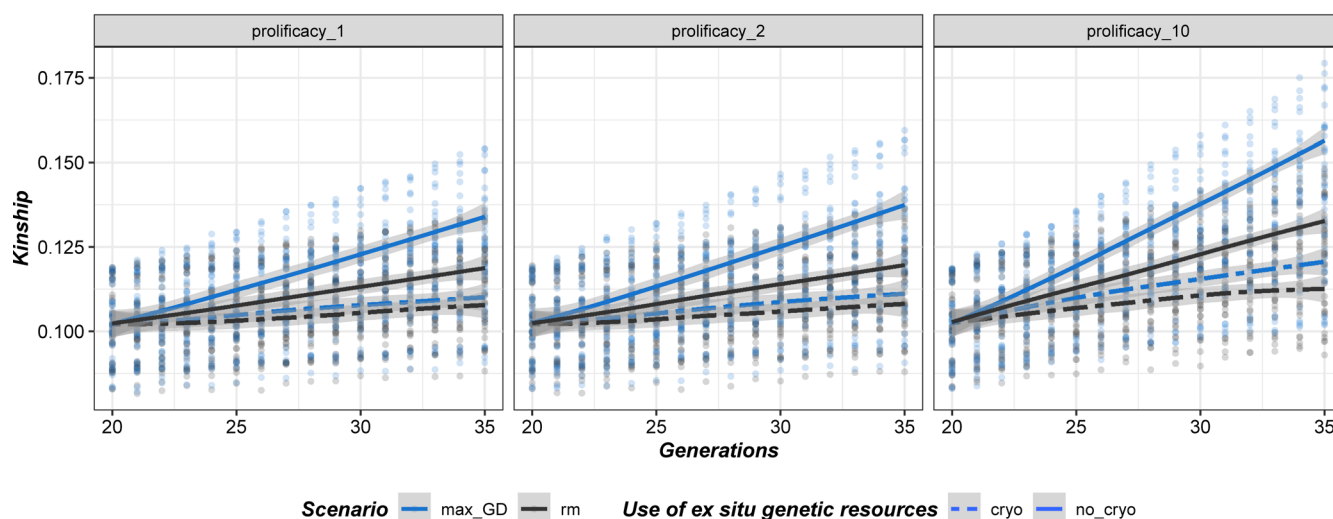 prolificacy_1 prolificacy_2 prolificacy_10
0.175
0.150
0.125
0.100
Kinship
20 25 30 35 20 25 30 35 20 25 30 35
Generations
Scenario max_GD rm Use of ex situ genetic resources cryo no_cryo